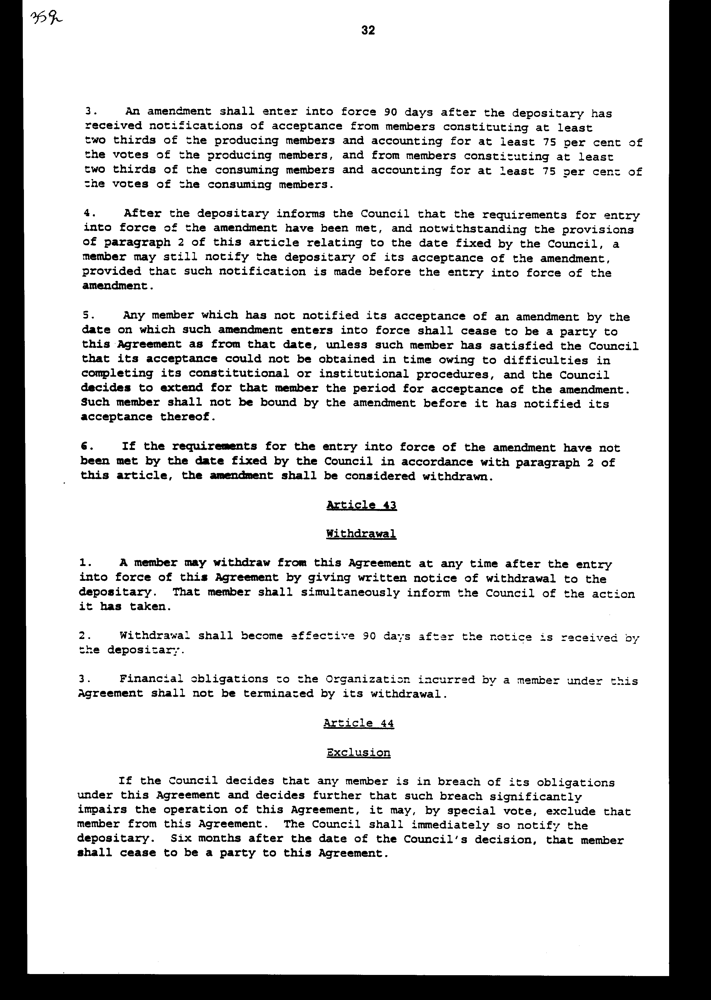 32
3. An amendment shall enter into force 90 days after the depositary has
received notifications of acceptance from members constituting at least
two thirds of the producing members and accounting for at least 75 per cent of
the votes of the producing members, and from members constituting at least
two thirds of the consuming members and accounting for at least 75 per cent of
the votes of the consuming members.
4. After the depositary informs the Council that the requirements for entry
into force of the amendment have been met, and notwithstanding the provisions
of paragraph 2 of this article relating to the date fixed by the Council, a
member may still notify the depositary of its acceptance of the amendment,
provided that such notification is made before the entry into force of the
amendment.
5. Any member which has not notified its acceptance of an amendment by the
date on which such amendment enters into force shall cease to be a party to
this Agreement as from that date, unless such member has satisfied the Council
that its acceptance could not be obtained in time owing to difficulties in
completing its constitutional or institutional procedures, and the Council
decides to extend for that member the period for acceptance of the amendment.
Such member shall not be bound by the amendment before it has notified its
acceptance thereof.
6. If the requirements for the entry into force of the amendment have not
been met by the date fixed by the Council in accordance with paragraph 2 of
this article, the amendment shall be considered withdrawn.
Article 43
Withdrawal
1. A member may withdraw from this Agreement at any time after the entry
into force of this Agreement by giving written notice of withdrawal to the
depositary. That member shall simultaneously inform the Council of the action
it has taken.
2. Withdrawal shall become effective 90 days after the notice is received by
the depositary.
3. Financial obligations to the Organization incurred by a member under this
Agreement shall not be terminated by its withdrawal.
Article 44
Exclusion
If the Council decides that any member is in breach of its obligations
under this Agreement and decides further that such breach significantly
impairs the operation of this Agreement, it may, by special vote, exclude that
member from this Agreement. The Council shall immediately so notify the
depositary. Six months after the date of the Council's decision, that member
shall cease to be a party to this Agreement.